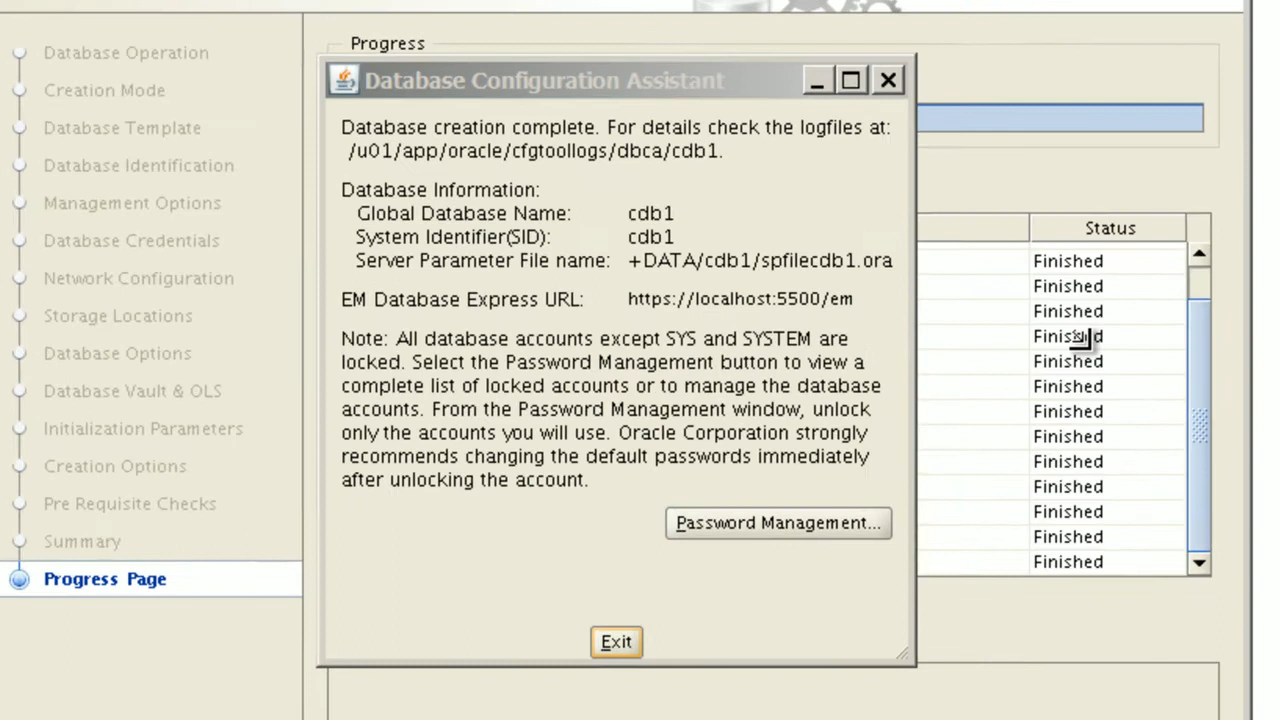 Database Operation
Creation Mode
Database Template
Database Identification
Management Options
Database Credentials
Network Configuration
Storage Locations
Database Options
Database Vault & OLS
Initialization Parameters
Creation Options
Pre Requisite Checks
Summary
Progress Page
Progress
Database Configuration Assistant
Database creation complete. For details check the logfiles at:
/u01/app/oracle/cfgtoollogs/dbca/cdb1.
Database Information:
Global Database Name: cdb1
System Identifier(SID): cdb1
Server Parameter File name: +DATA/cdb1/spfilecdb1.ora
EM Database Express URL: https://localhost:5500/em
Note: All database accounts except SYS and SYSTEM are
locked. Select the Password Management button to view a
complete list of locked accounts or to manage the database
accounts. From the Password Management window, unlock
only the accounts you will use. Oracle Corporation strongly
recommends changing the default passwords immediately
after unlocking the account.
Password Management...
Exit
Status
Finished
Finished
Finished
Finished
Finished
Finished
Finished
Finished
Finished
Finished
Finished
Finished
Finished